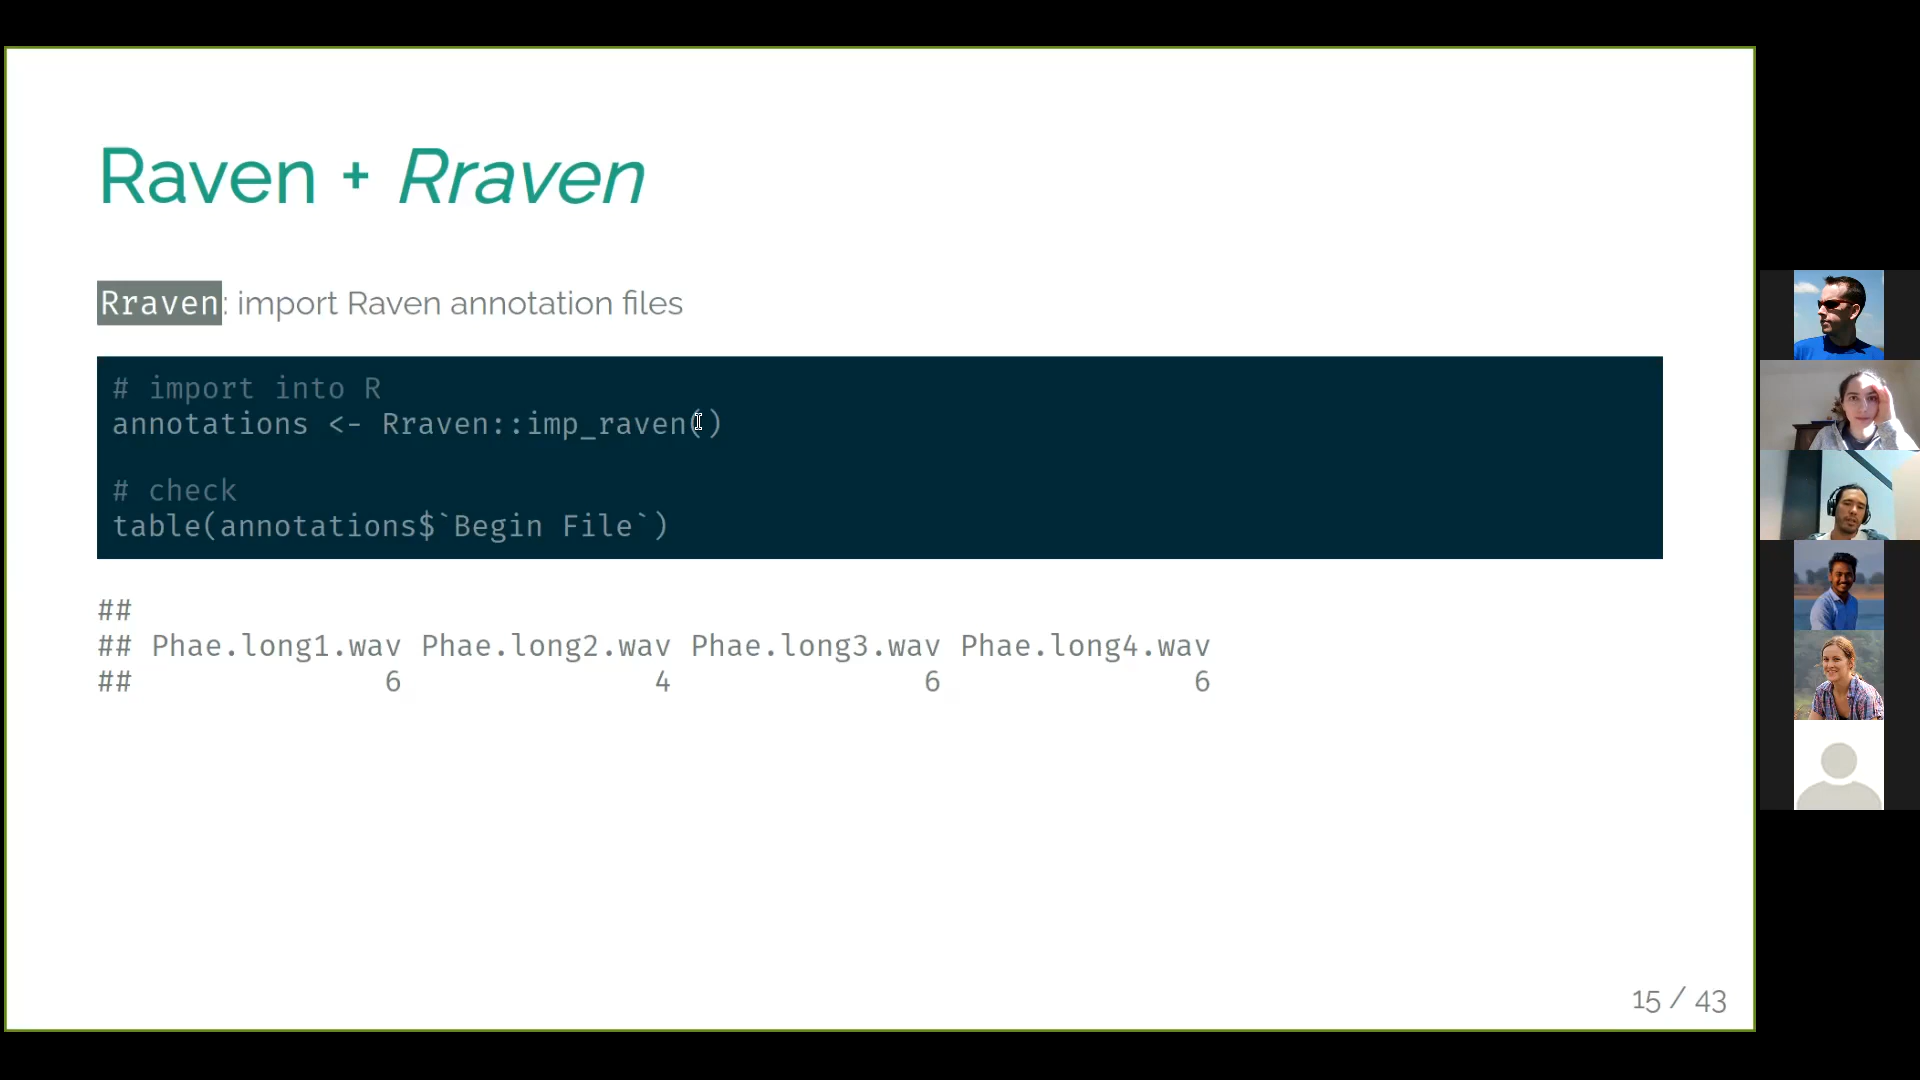 Raven + Rraven
Rraven: import Raven annotation files
# import into R
annotations <- Rraven::imp_raven()
# check
table(annotations$`Begin File`)
##
## Phae.long1.wav Phae.long2.wav Phae.long3.wav Phae.long4.wav
## 6 4 6 6
15 / 43